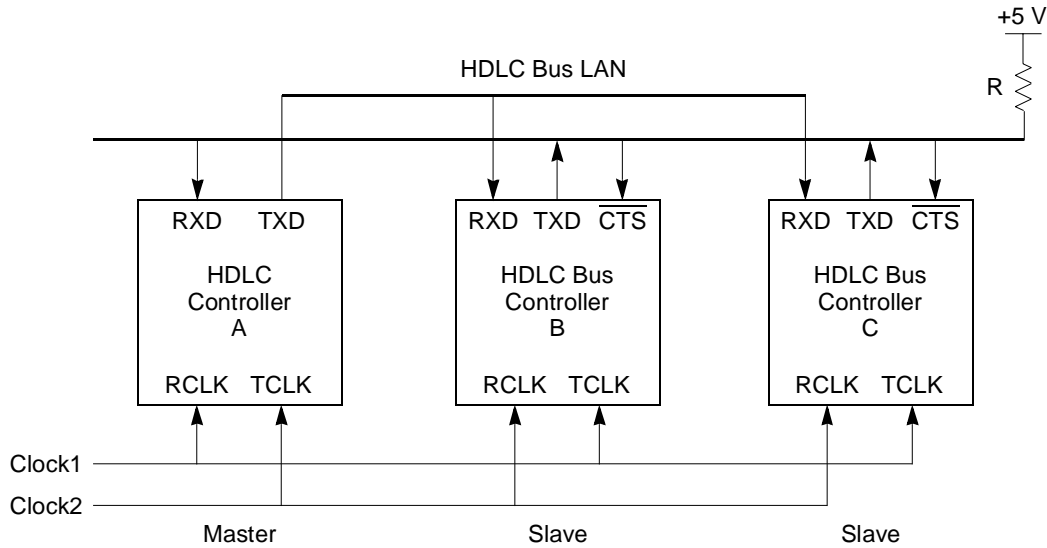 +5 V
HDLC Bus LAN
R
RXD TXD
RXD TXD CTS
RXD TXD CTS
HDLC
Controller
A
HDLC Bus
Controller
B
HDLC Bus
Controller
C
RCLK TCLK
RCLK TCLK
RCLK TCLK
Clock1
Clock2
Master
Slave
Slave